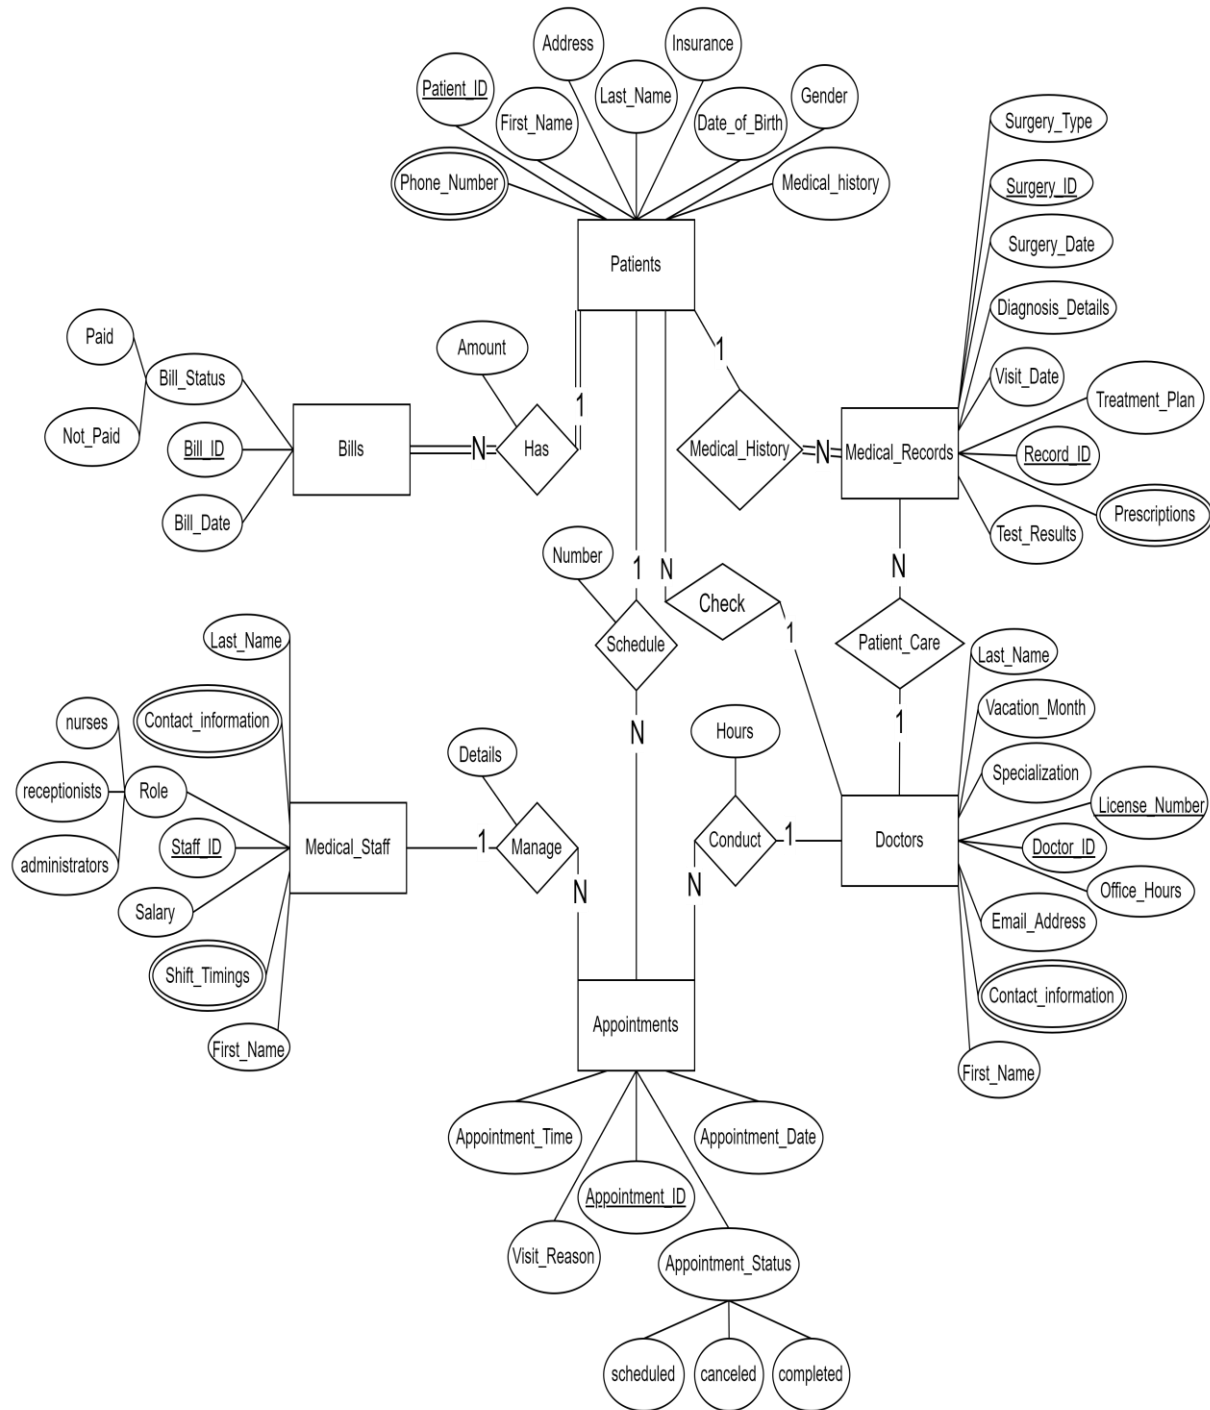 Address
Insurance
Patient_ID
Last_Name
Gender
First_Name
Date_of_Birth
Phone_Number
Medical_history
Patients
Surgery_Type
Surgery_ID
Surgery_Date
Diagnosis_Details
Visit_Date
Treatment_Plan
Record_ID
Prescriptions
Test_Results
Medical_Records
N
Medical_History
1
Paid
Bill_Status
Not_Paid
Bill_ID
Bill_Date
Bills
N
Has
Amount
1
Number
1
Schedule
N
N
Check
1
N
Patient_Care
1
Last_Name
Contact_information
nurses
receptionists
Role
administrators
Staff_ID
Salary
Shift_Timings
First_Name
Medical_Staff
1
Manage
Details
N
Hours
Conduct
1
N
Doctors
Last_Name
Vacation_Month
Specialization
License_Number
Doctor_ID
Office_Hours
Email_Address
Contact_information
First_Name
Appointments
Appointment_Time
Appointment_Date
Appointment_ID
Visit_Reason
Appointment_Status
scheduled
canceled
completed